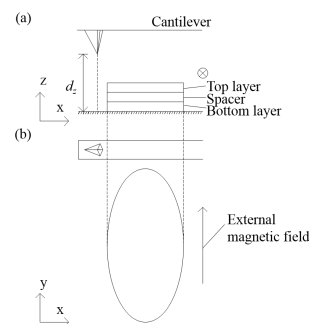 (a)
Cantilever
d_z
z
x
Top layer
Spacer
Bottom layer
(b)
External
magnetic field
y
x